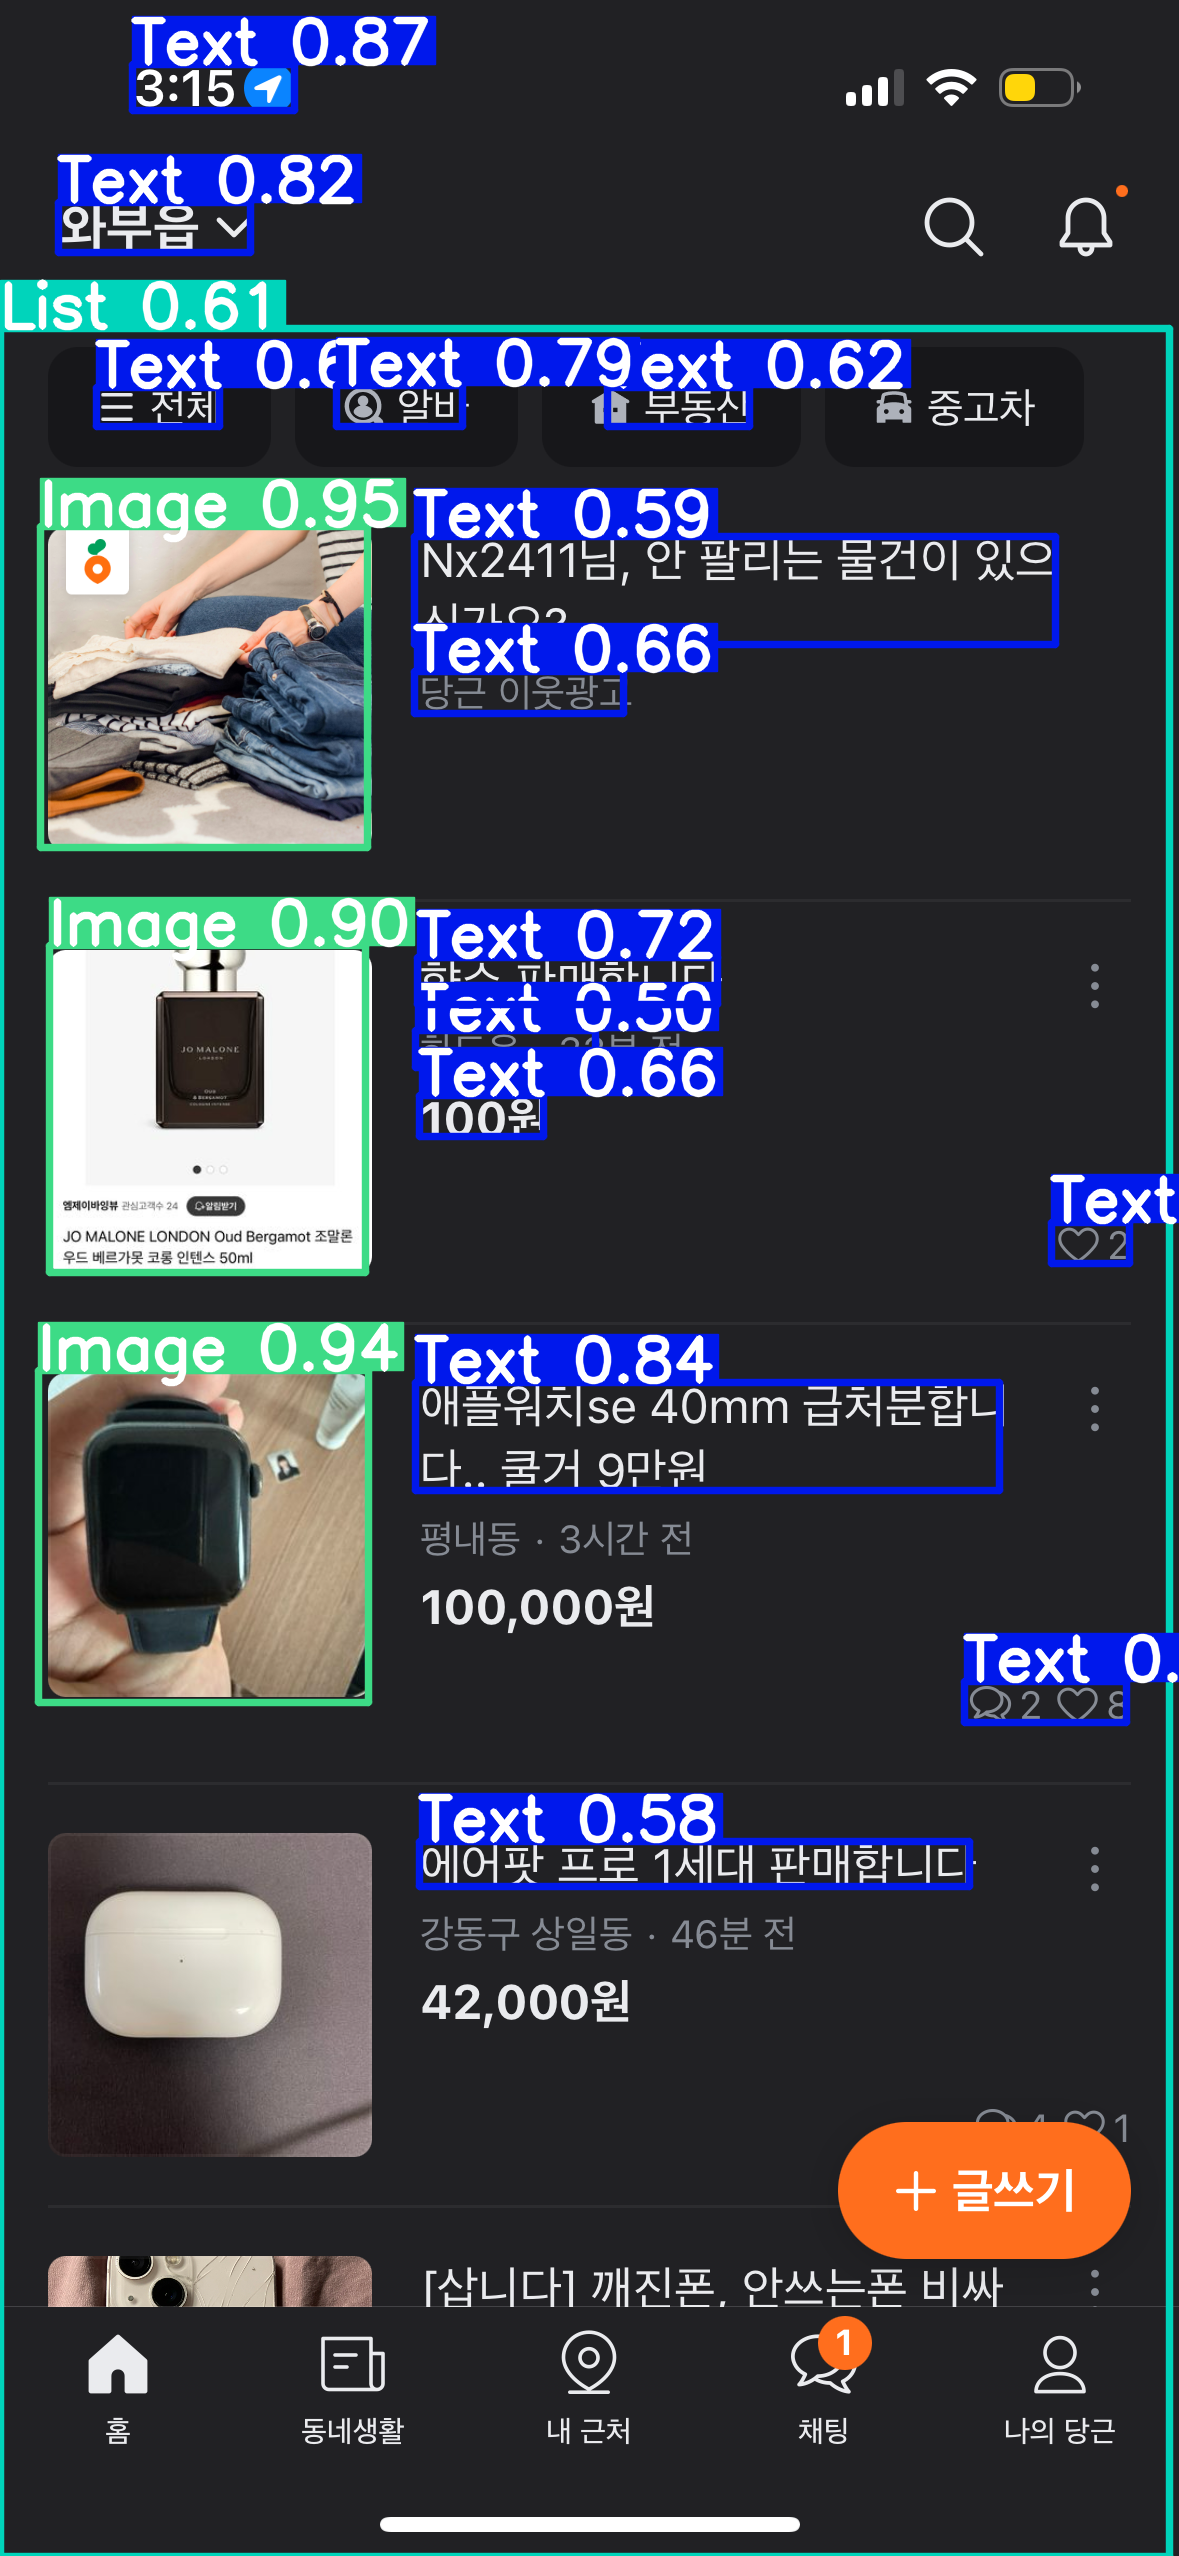 Text 0.87
3:15
Text 0.82
와부읍
List 0.61
Text 0.6
Text 0.79
ext 0.62
전체
알바
부동산
중고차
Image 0.95
Text 0.59
Nx2411님, 안 팔리는 물건이 있으
신가요?
Text 0.66
당근 이웃광고
Image 0.90
Text 0.72
향수 판매합니다
Text 0.50
Text 0.66
100원
JO MALONE
LONDON
엠제이바잉뷰 관심고객수 24 알림받기
JO MALONE LONDON Oud Bergamot 조말론
우드 베르가못 코롱 인텐스 50ml
Text
2
Image 0.94
Text 0.84
애플워치se 40mm 급처분합니
다.. 쿨거 9만원
평내동 · 3시간 전
100,000원
Text 0.
2 8
Text 0.58
에어팟 프로 1세대 판매합니다
강동구 상일동 · 46분 전
42,000원
4 1
+ 글쓰기
[삽니다] 깨진폰, 안쓰는폰 비싸
1
홈
동네생활
내 근처
채팅
나의 당근